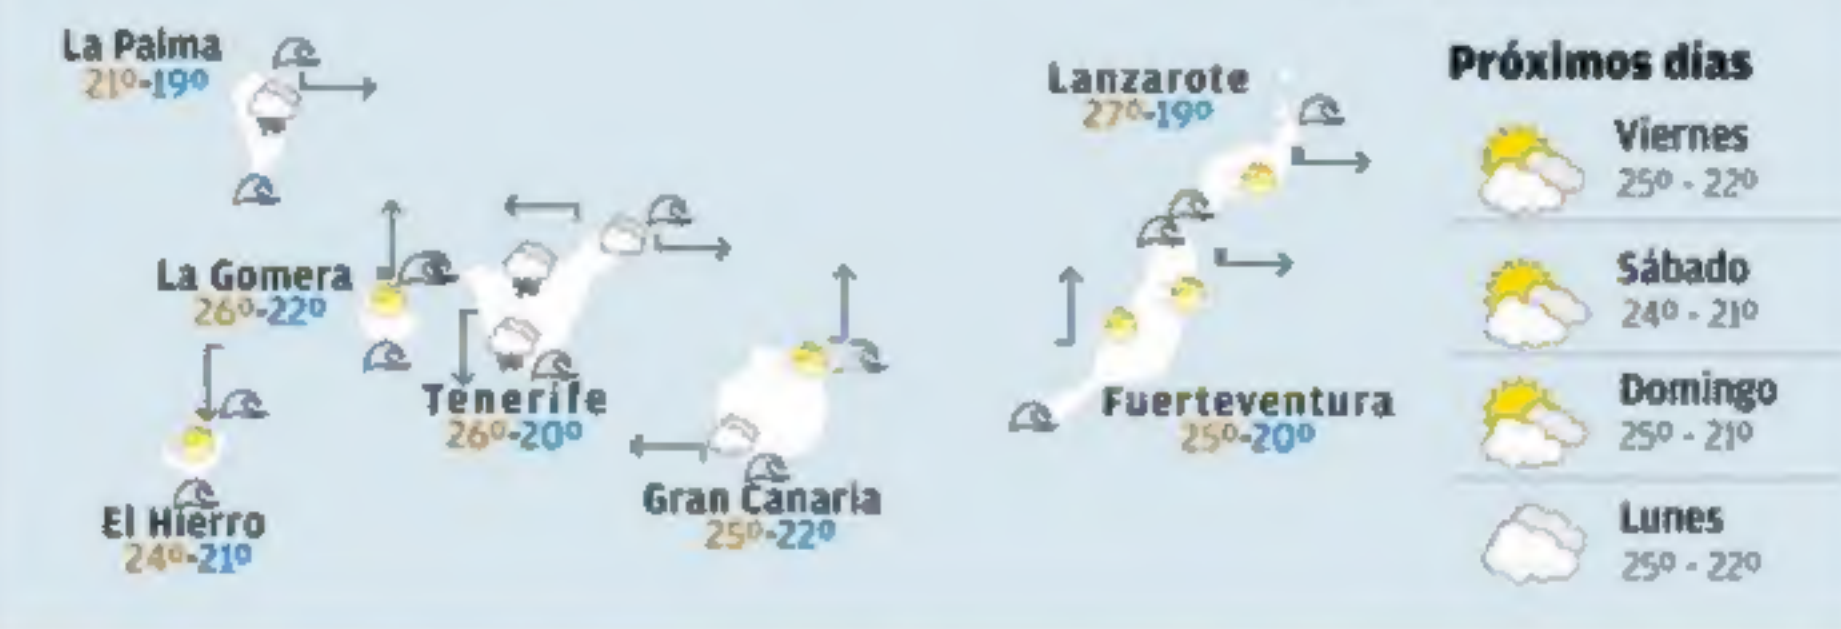 La Palma
21º-19º
La Gomera
26º-22º
El Hierro
24º-21º
Tenerife
26º-20º
Gran Canaria
25º-22º
Lanzarote
27º-19º
Fuerteventura
25º-20º
Próximos días
Viernes
25º - 22º
Sábado
24º - 21º
Domingo
25º - 21º
Lunes
25º - 22º